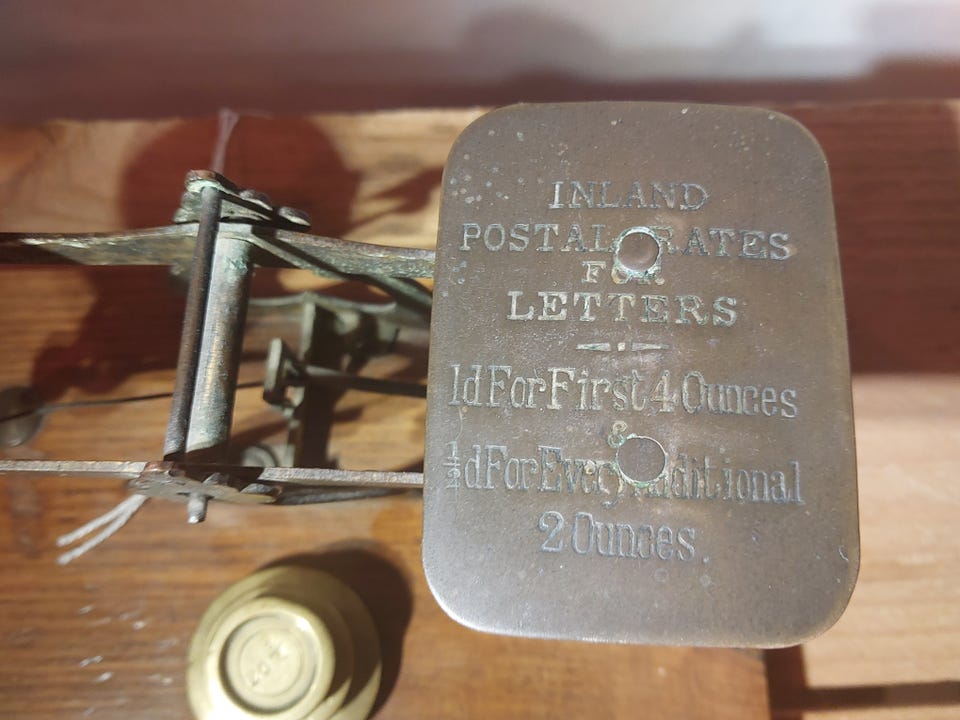 INLAND
POSTAL RATES
FOR
LETTERS
1d For First 4 Ounces
&
½d For Every Additional
2 Ounces.